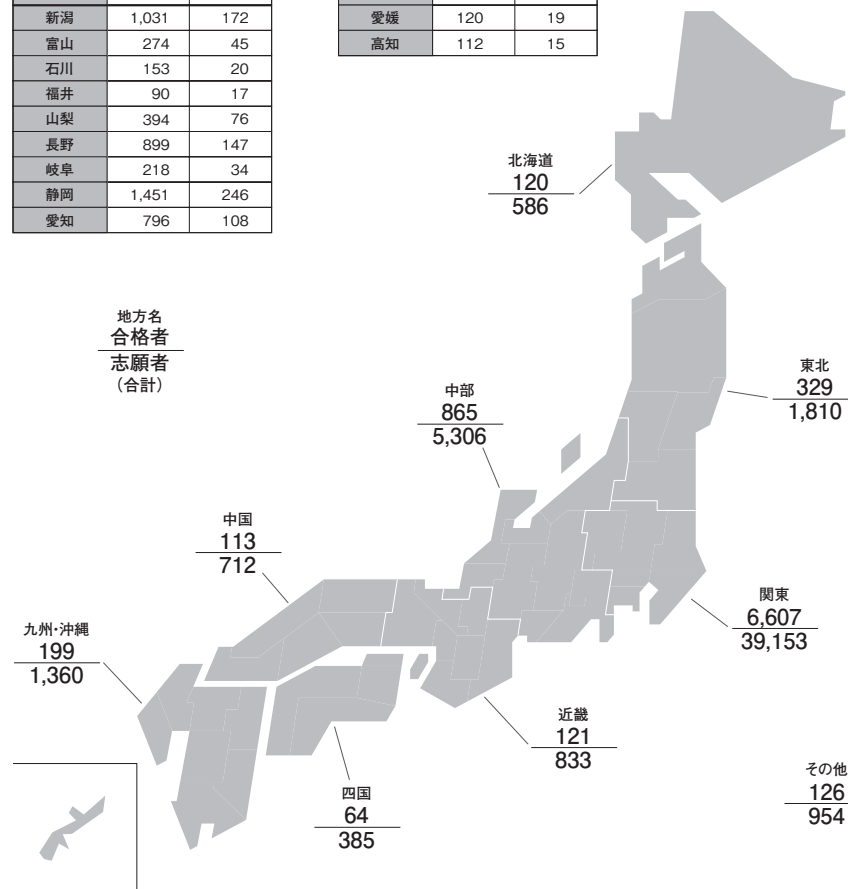 新潟 1,031 172
富山 274 45
石川 153 20
福井 90 17
山梨 394 76
長野 899 147
岐阜 218 34
静岡 1,451 246
愛知 796 108
愛媛 120 19
高知 112 15
地方名
合格者
志願者
(合計)
北海道
120
586
東北
329
1,810
中部
865
5,306
中国
113
712
関東
6,607
39,153
九州・沖縄
199
1,360
近畿
121
833
四国
64
385
その他
126
954